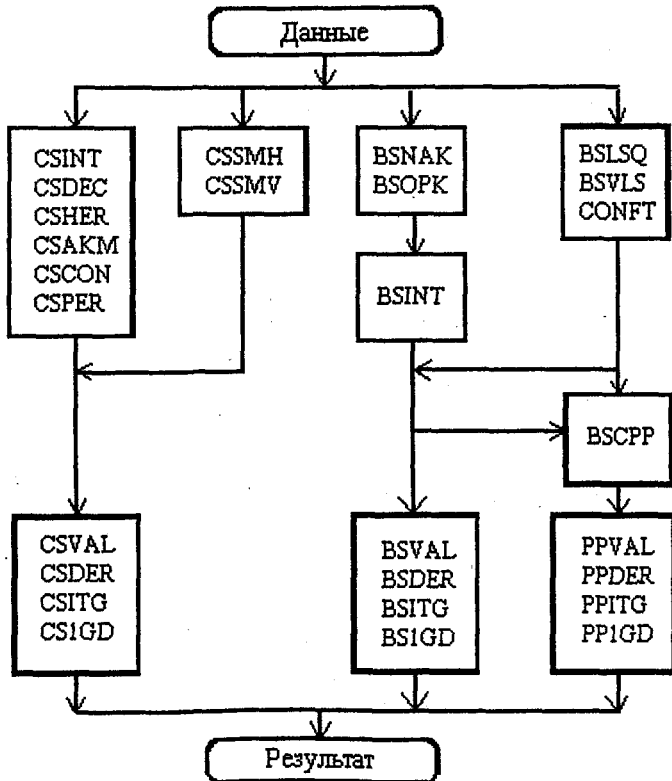 Данные
CSINT
CSDEC
CSHER
CSAKM
CSCON
CSPER
CSSMH
CSSMV
BSNAK
BSOPK
BSLSQ
BSVLS
CONFT
BSINT
BSCPP
CSVAL
CSDER
CSITG
CS1GD
BSVAL
BSDER
BSITG
BS1GD
PPVAL
PPDER
PPITG
PP1GD
Результат